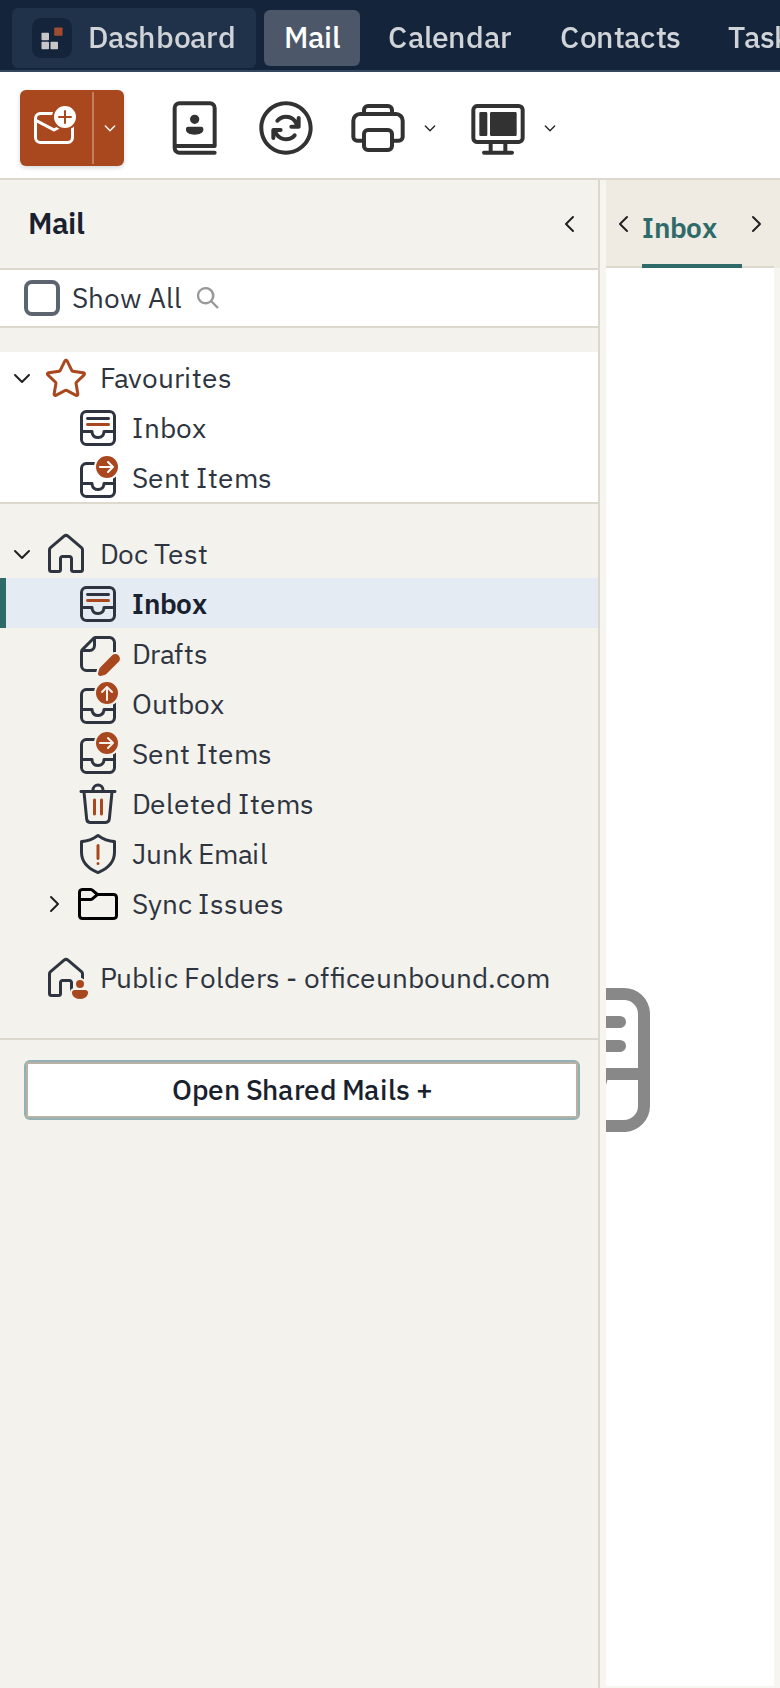 Dashboard Mail Calendar Contacts
Mail
Inbox
Show All
Favourites
Inbox
Sent Items
Doc Test
Inbox
Drafts
Outbox
Sent Items
Deleted Items
Junk Email
Sync Issues
Public Folders - officeunbound.com
Open Shared Mails +